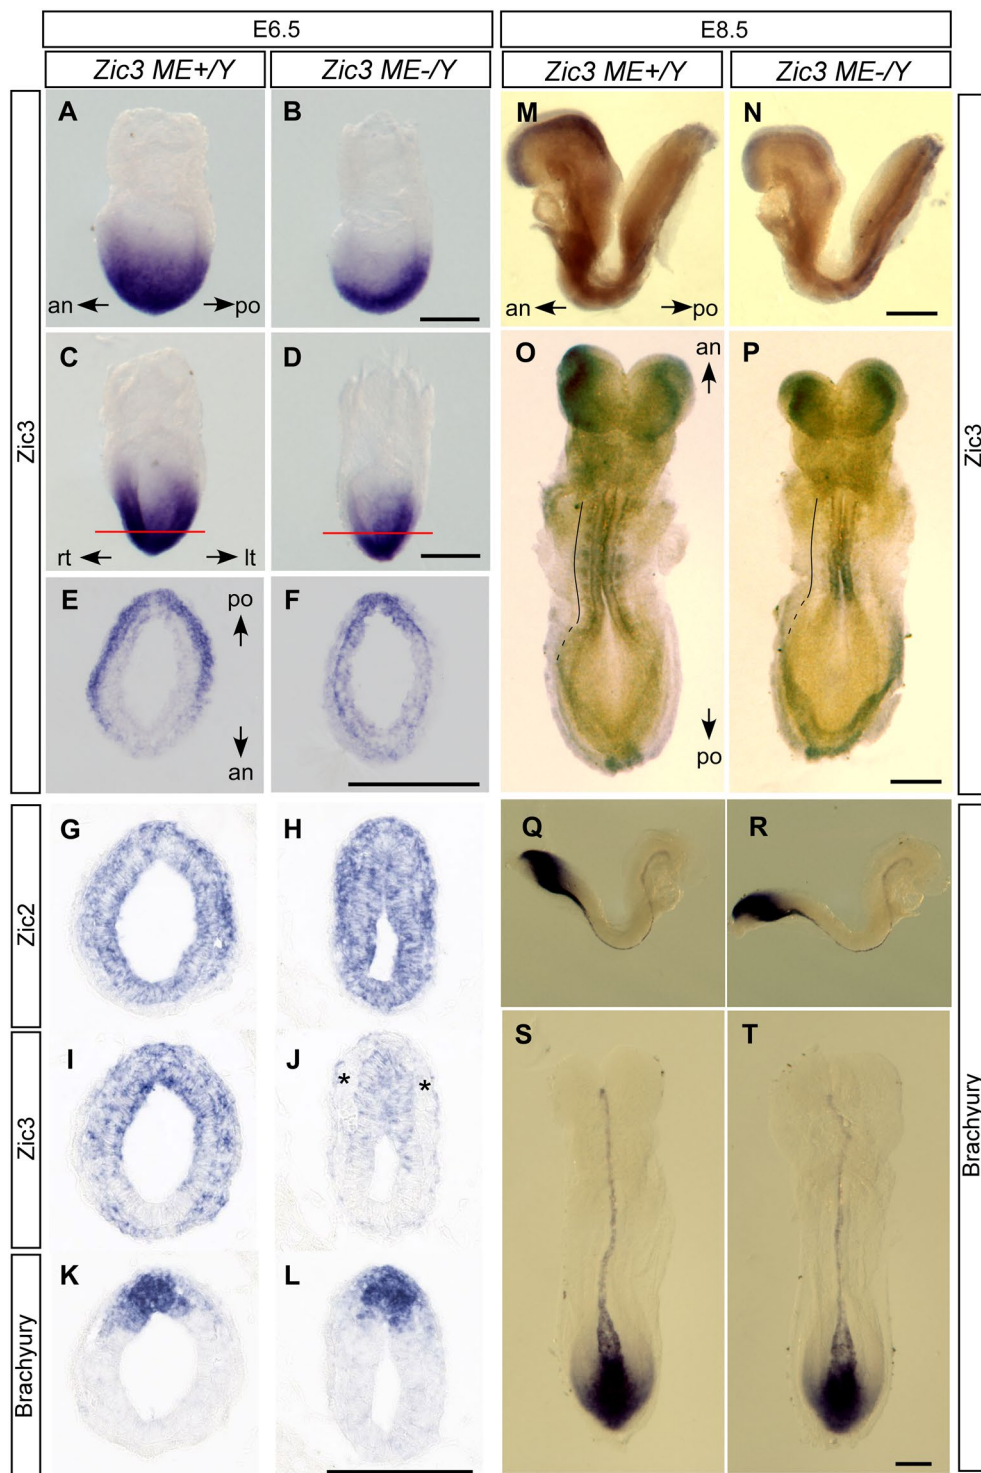 E6.5
E8.5
Zic3 ME+/Y
Zic3 ME-/Y
Zic3 ME+/Y
Zic3 ME-/Y
A
B
M
N
an
po
an
po
C
D
O
an
P
rt
lt
Zic3
Zic3
E
po
F
an
po
G
H
Q
R
Zic2
I
J
S
T
Zic3
*
*
Brachyury
K
L
Brachyury